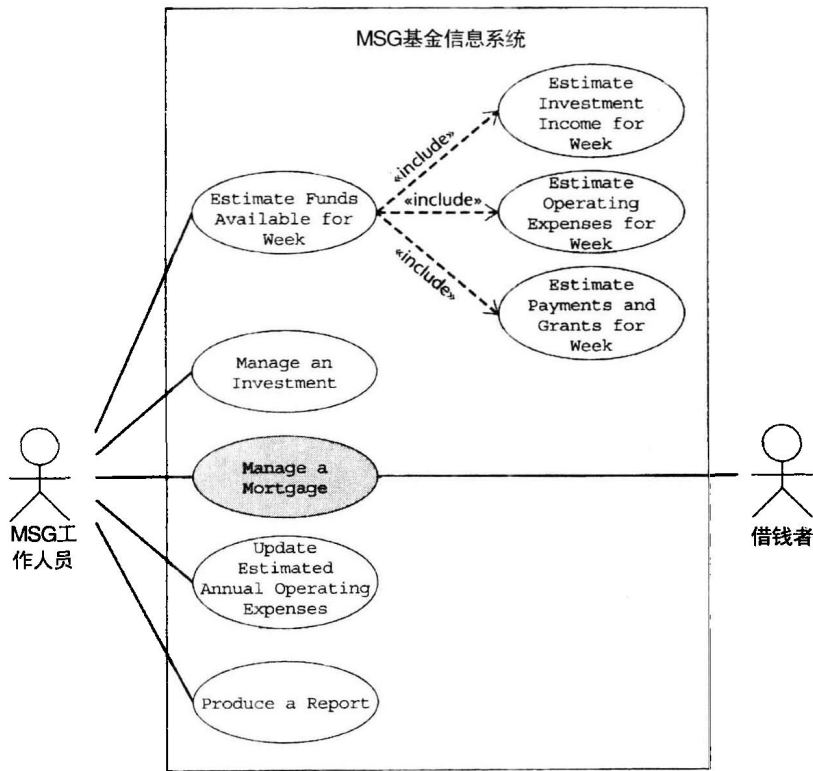 MSG基金信息系统
Estimate
Investment
Income for
Week
«include»
Estimate Funds
Available for
Week
«include»
Estimate
Operating
Expenses for
Week
«include»
Estimate
Payments and
Grants for
Week
Manage an
Investment
Manage a
Mortgage
MSG工
作人员
借钱者
Update
Estimated
Annual Operating
Expenses
Produce a Report